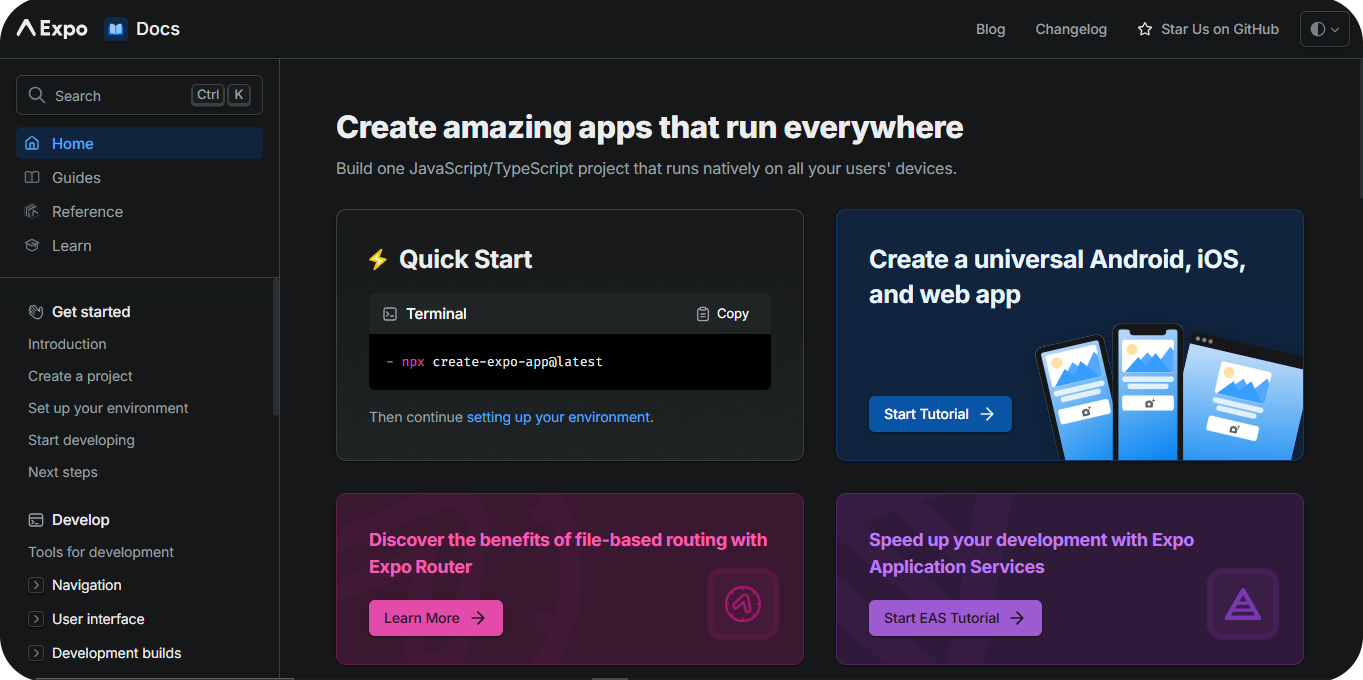 Expo Docs
Blog
Changelog
Star Us on GitHub
Search Ctrl K
Home
Guides
Reference
Learn
Get started
Introduction
Create a project
Set up your environment
Start developing
Next steps
Develop
Tools for development
Navigation
User interface
Development builds
Create amazing apps that run everywhere
Build one JavaScript/TypeScript project that runs natively on all your users' devices.
Quick Start
Terminal
Copy
- npx create-expo-app@latest
Then continue setting up your environment.
Create a universal Android, iOS,
and web app
Start Tutorial
Discover the benefits of file-based routing with
Expo Router
Learn More
Speed up your development with Expo
Application Services
Start EAS Tutorial